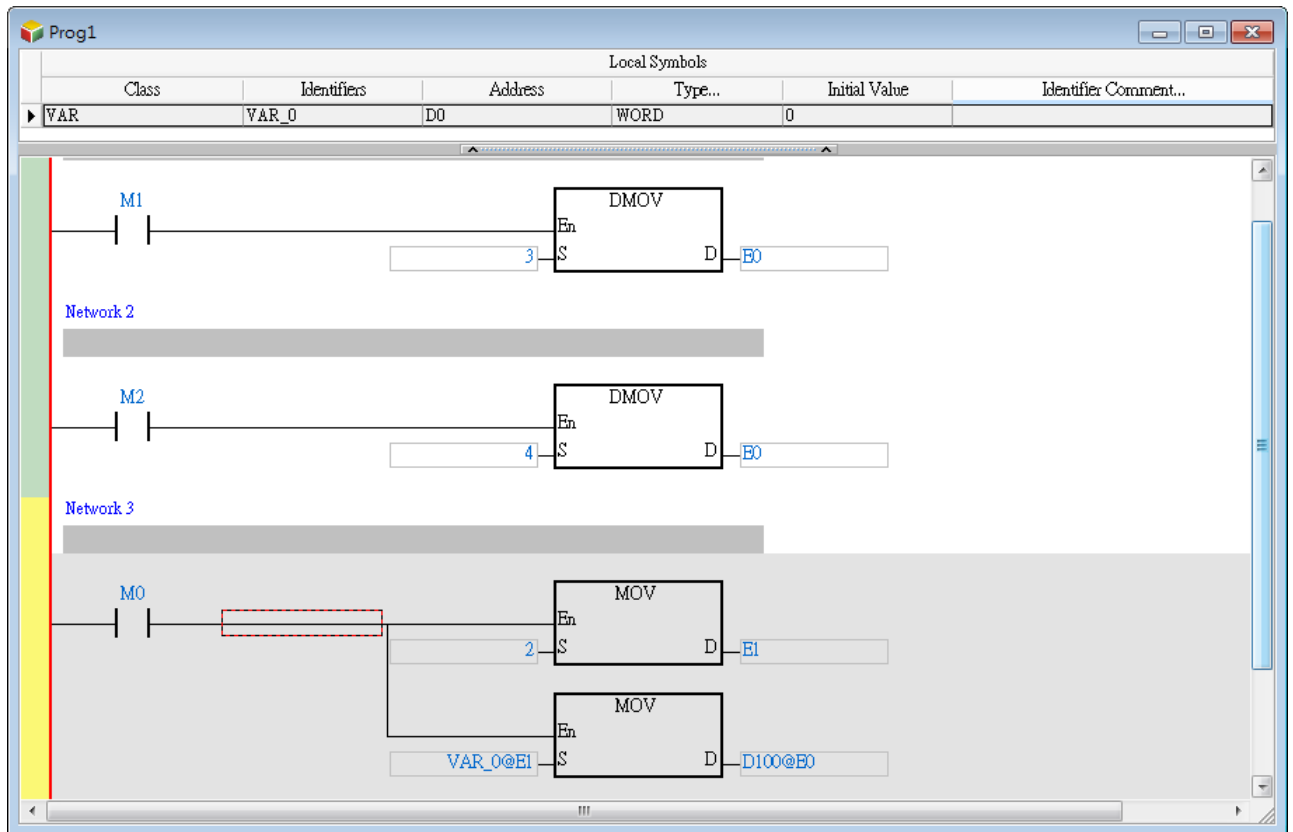 Prog1
Local Symbols
Class Identifiers Address Type... Initial Value Identifier Comment...
VAR VAR_0 D0 WORD 0
M1 DMOV
En
3 S D E0
Network 2
M2 DMOV
En
4 S D E0
Network 3
M0 MOV
En
2 S D E1
MOV
En
VAR_0@E1 S D D100@E0